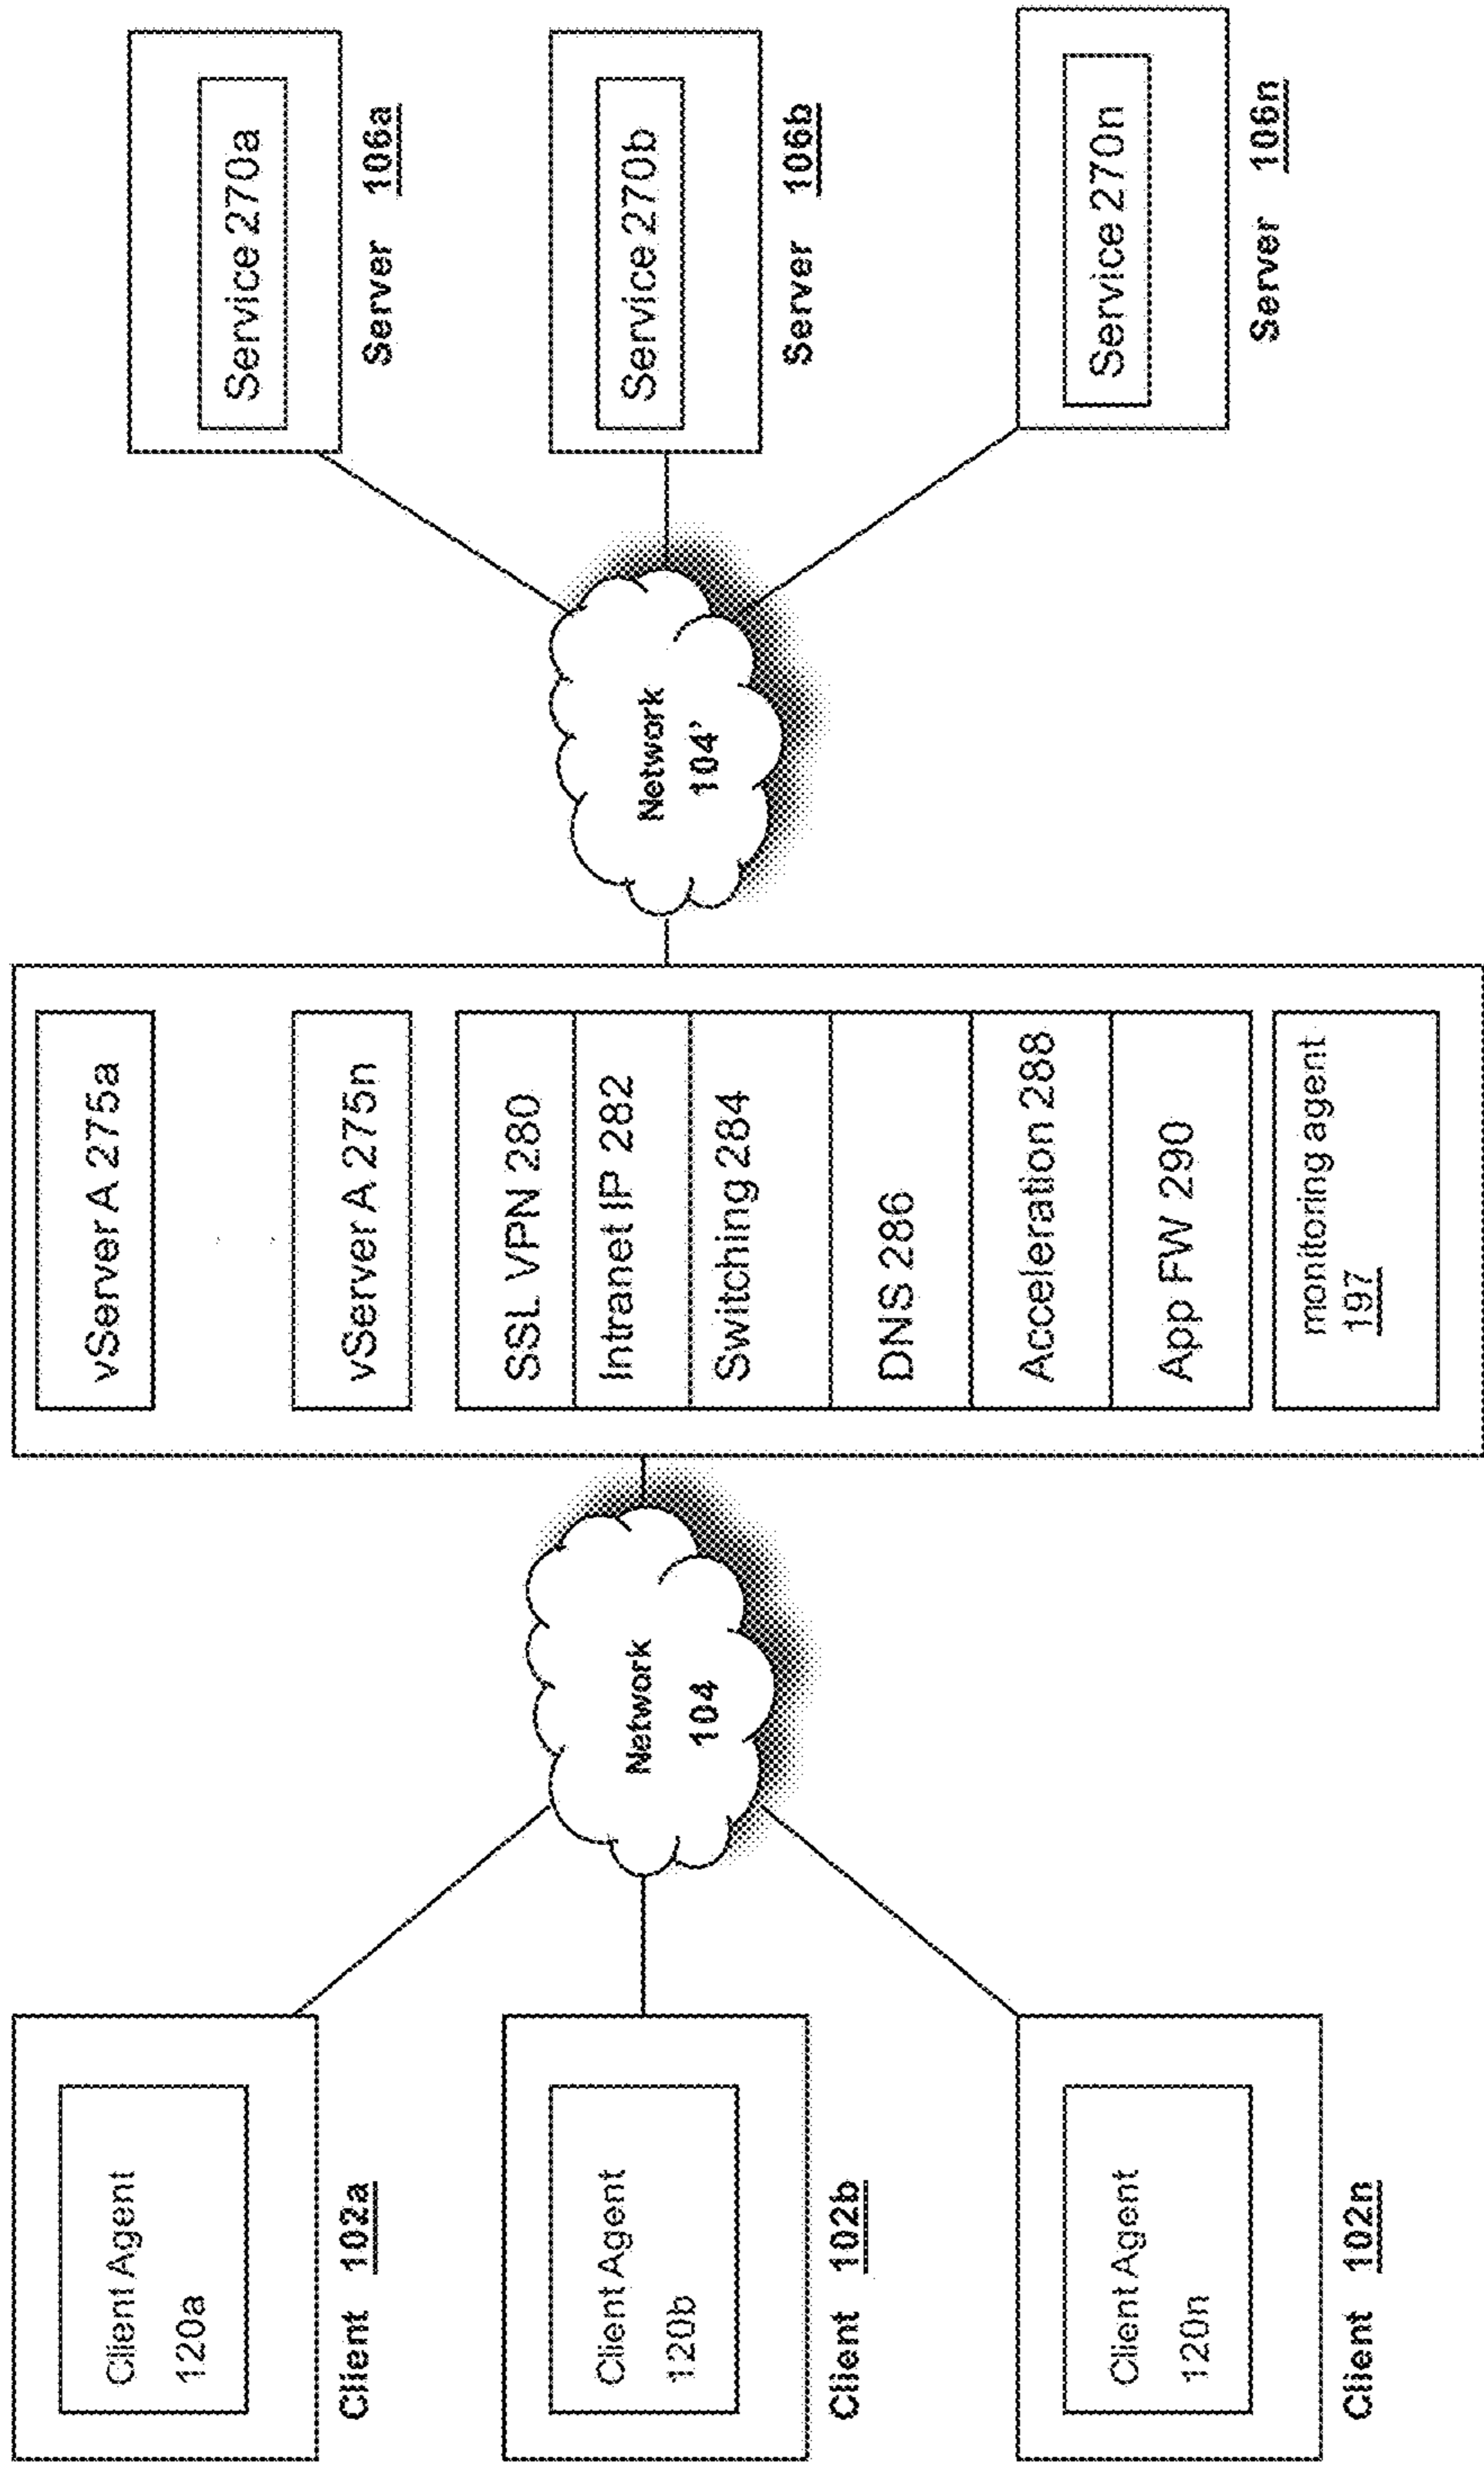 Client Agent
120a
Client 102a
Client Agent
120b
Client 102b
Client Agent
120n
Client 102n
Network
104
vServer A 275a
vServer A 275n
SSL VPN 280
Intranet IP 282
Switching 284
DNS 286
Acceleration 288
App FW 290
monitoring agent
197
Network
104'
Service 270a
Server 106a
Service 270b
Server 106b
Service 270n
Server 106n